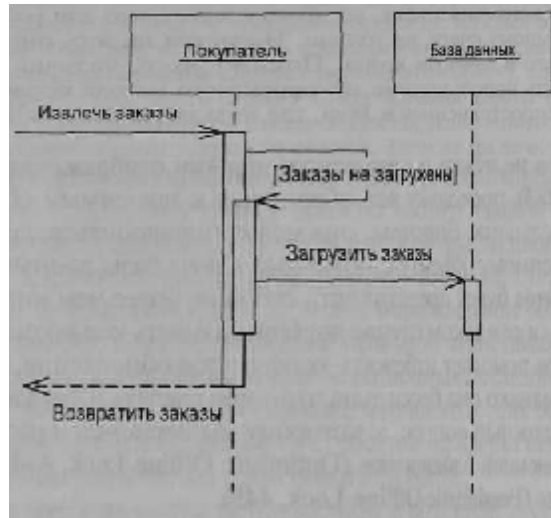 Покупатель
База данных
Извлечь заказы
[Заказы не загружены]
Загрузить заказы
Возвратить заказы